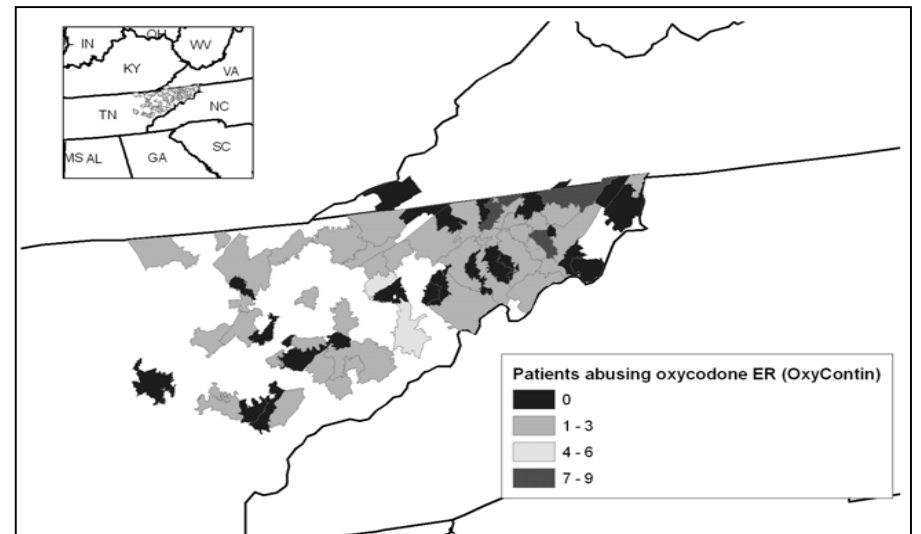 IN
OH
WV
KY
VA
TN
NC
MS AL
GA
SC
Patients abusing oxycodone ER (OxyContin)
0
1 - 3
4 - 6
7 - 9